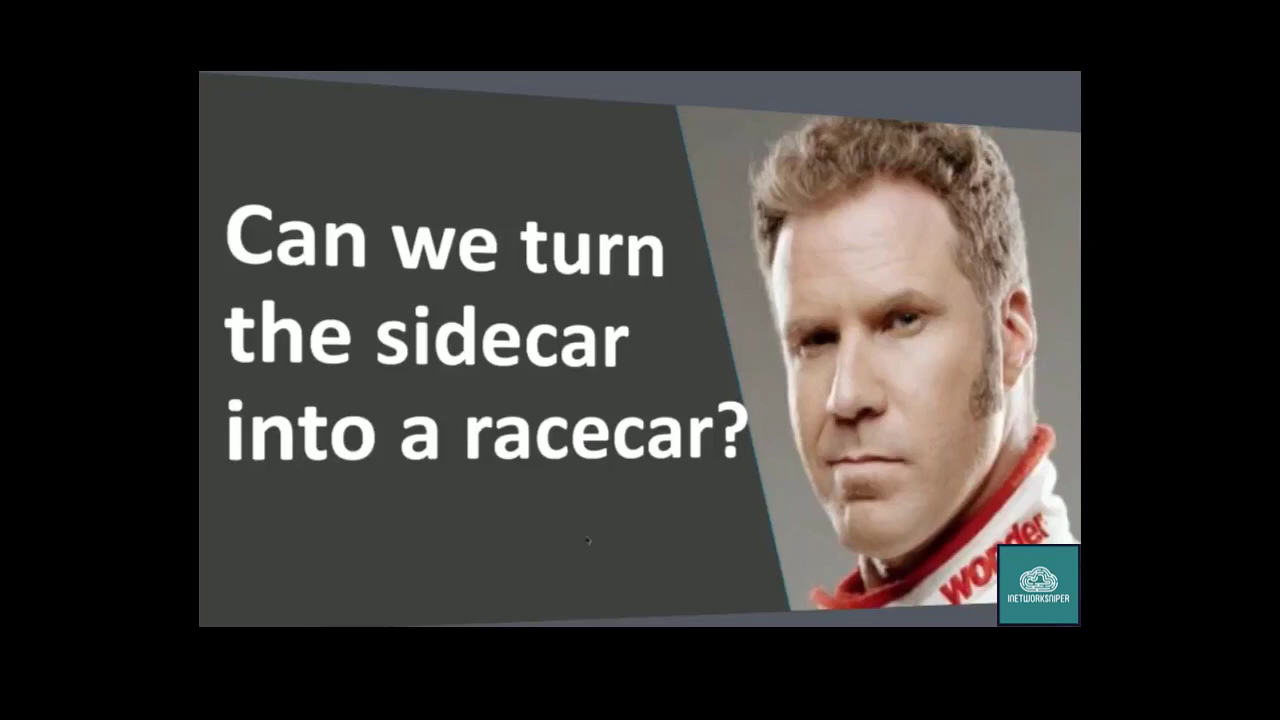 Can we turn
the sidecar
into a racecar?
wonder
INETWORKSNIPER